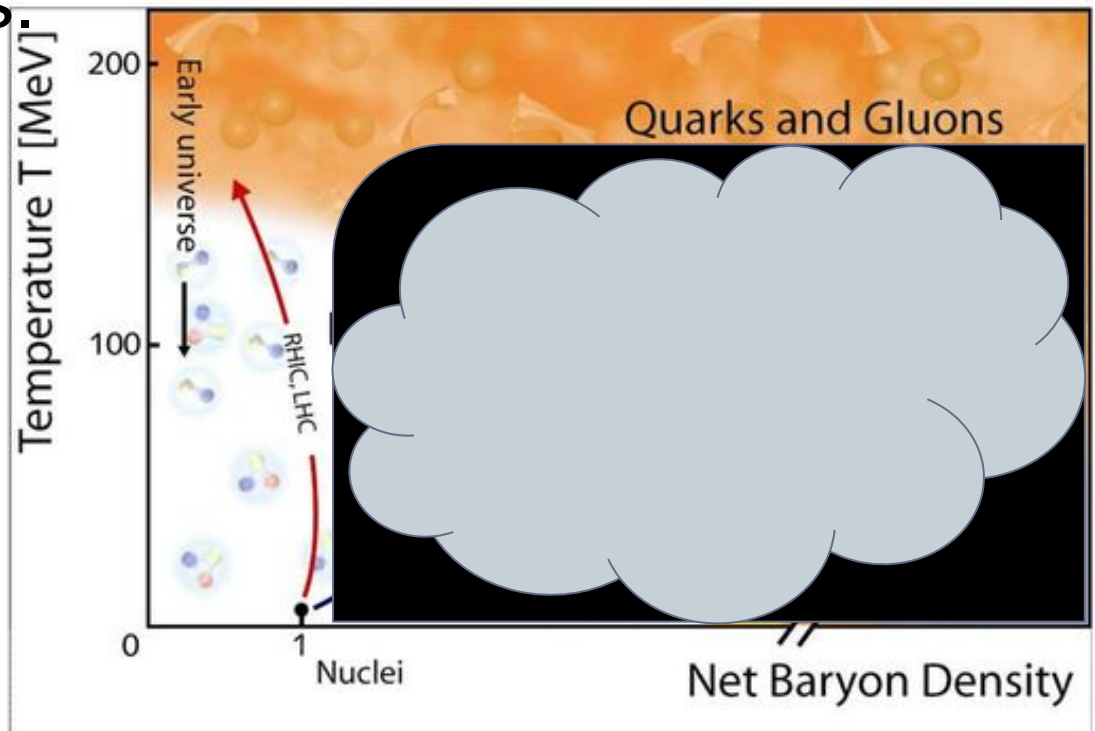 s.
Temperature T [MeV]
200
100
0
Early universe
RHIC, LHC
Quarks and Gluons
1
Nuclei
Net Baryon Density